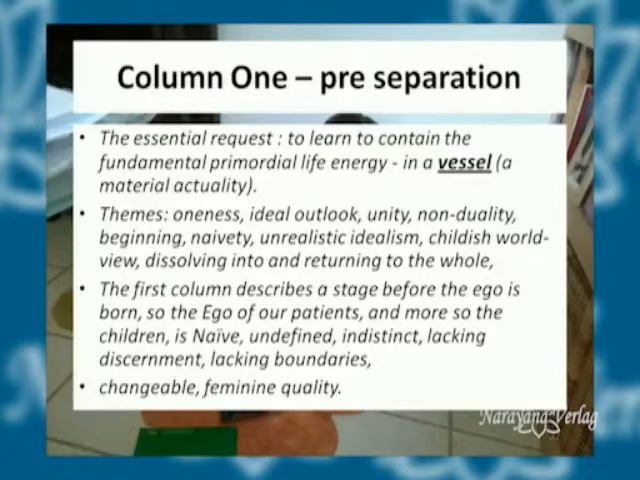 Column One – pre separation
• The essential request : to learn to contain the
fundamental primordial life energy - in a vessel (a
material actuality).
• Themes: oneness, ideal outlook, unity, non-duality,
beginning, naivety, unrealistic idealism, childish world-
view, dissolving into and returning to the whole,
• The first column describes a stage before the ego is
born, so the Ego of our patients, and more so the
children, is Naïve, undefined, indistinct, lacking
discernment, lacking boundaries,
• changeable, feminine quality.
Narayana Verlag